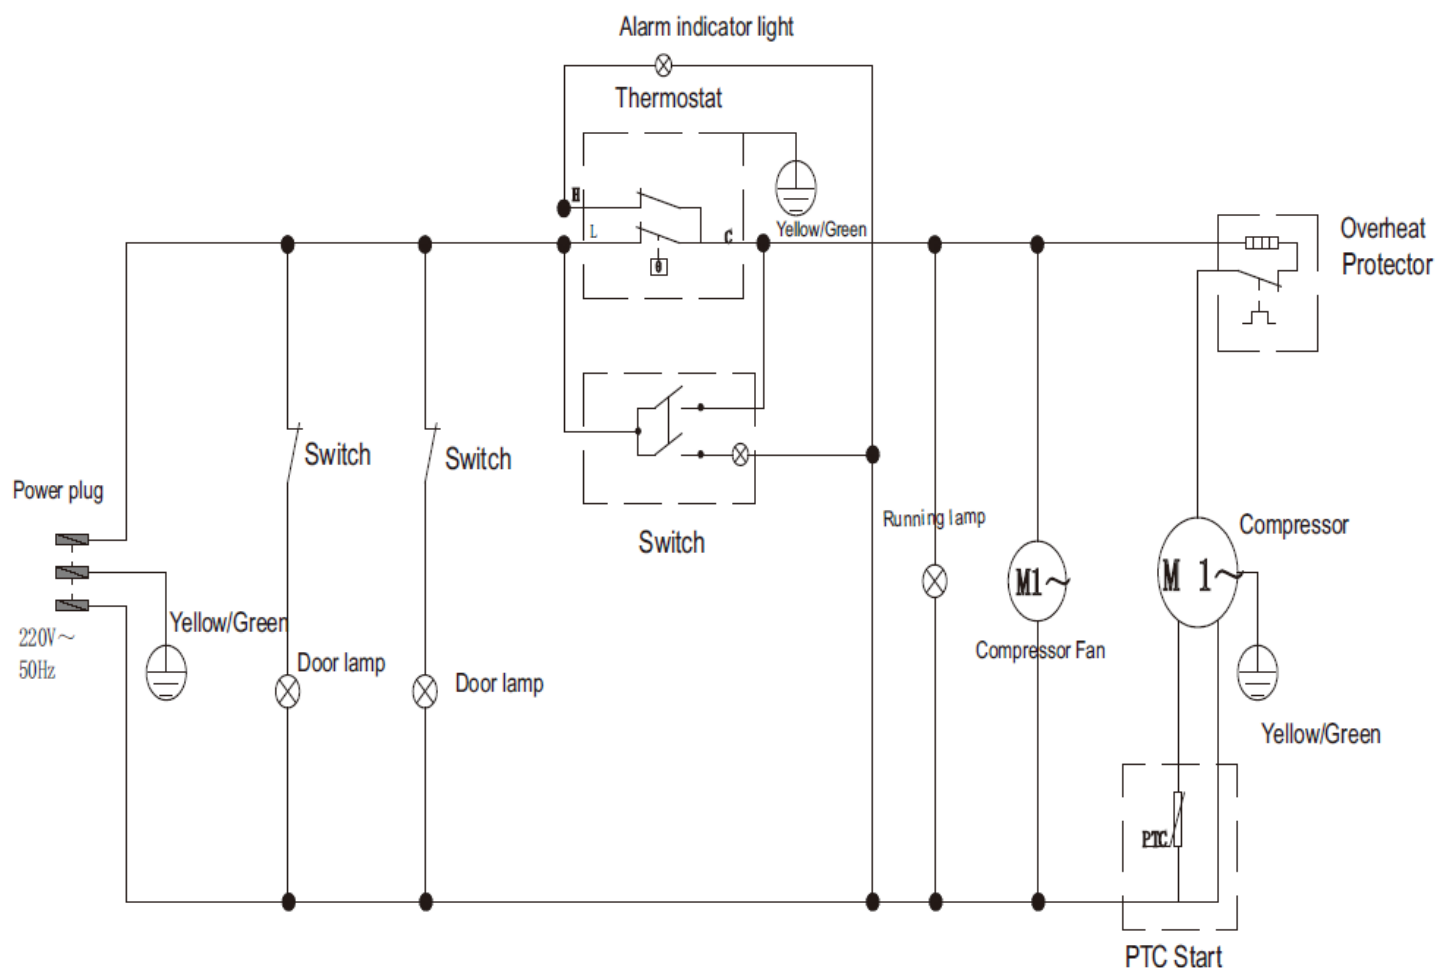 Alarm indicator light
Thermostat
H
L
C
θ
Yellow/Green
Overheat
Protector
Switch
Switch
Power plug
Switch
Running lamp
Compressor
M1~
M 1~
220V~
50Hz
Yellow/Green
Door lamp
Door lamp
Compressor Fan
Yellow/Green
PTC
PTC Start